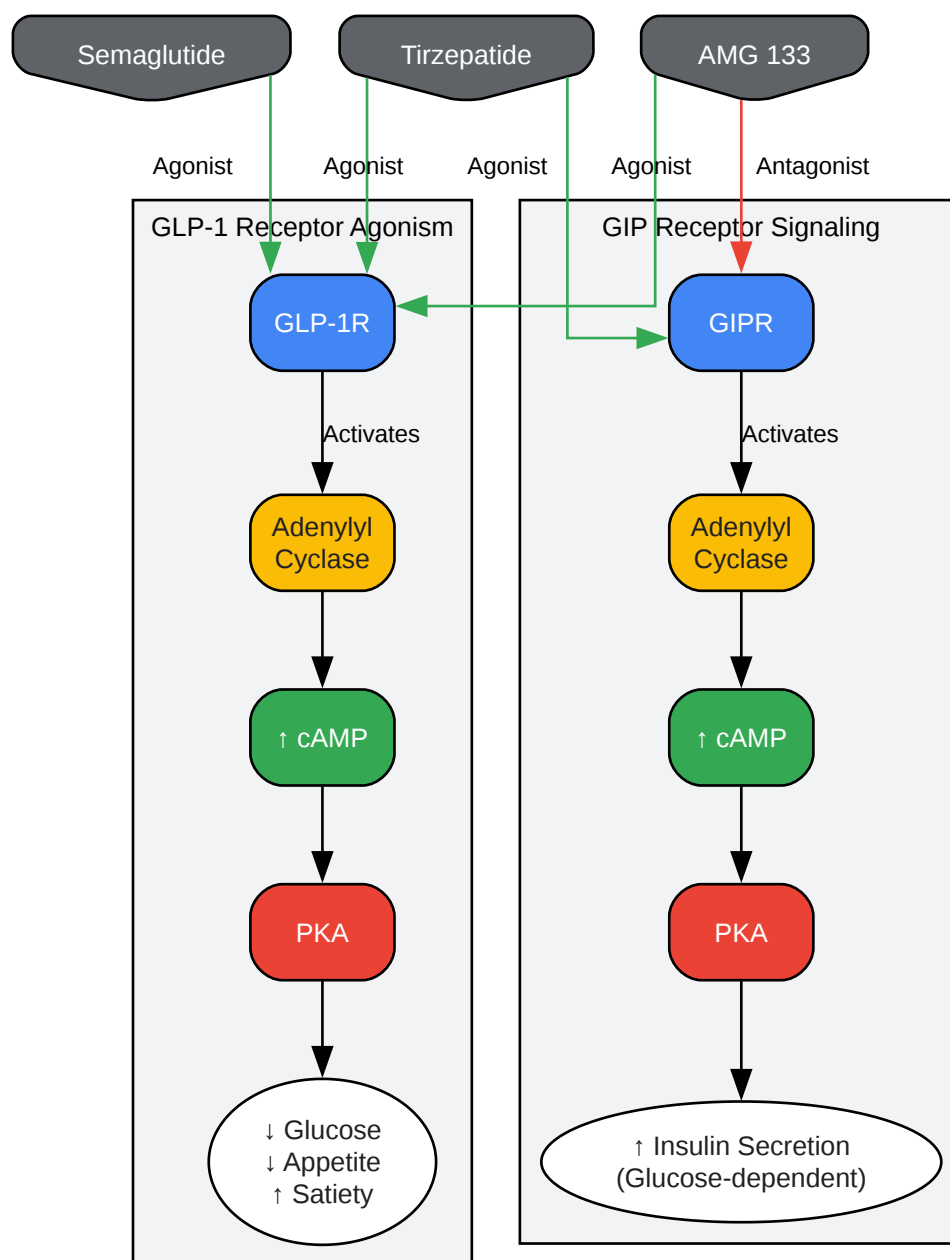 Semaglutide
Tirzepatide
AMG 133
Agonist
Agonist
Agonist
Agonist
Antagonist
GLP-1 Receptor Agonism
GIP Receptor Signaling
GLP-1R
GIPR
Activates
Activates
Adenylyl
Cyclase
Adenylyl
Cyclase
↑ cAMP
↑ cAMP
PKA
PKA
↓ Glucose
↓ Appetite
↑ Satiety
↑ Insulin Secretion
(Glucose-dependent)